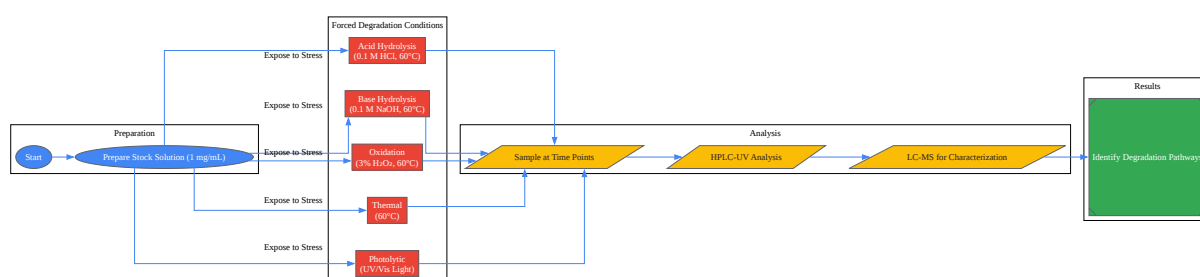 Preparation
Start
Prepare Stock Solution (1 mg/mL)
Expose to Stress
Expose to Stress
Expose to Stress
Expose to Stress
Expose to Stress
Forced Degradation Conditions
Acid Hydrolysis
(0.1 M HCl, 60°C)
Base Hydrolysis
(0.1 M NaOH, 60°C)
Oxidation
(3% H₂O₂, 60°C)
Thermal
(60°C)
Photolytic
(UV/Vis Light)
Analysis
Sample at Time Points
HPLC-UV Analysis
LC-MS for Characterization
Results
Identify Degradation Pathways